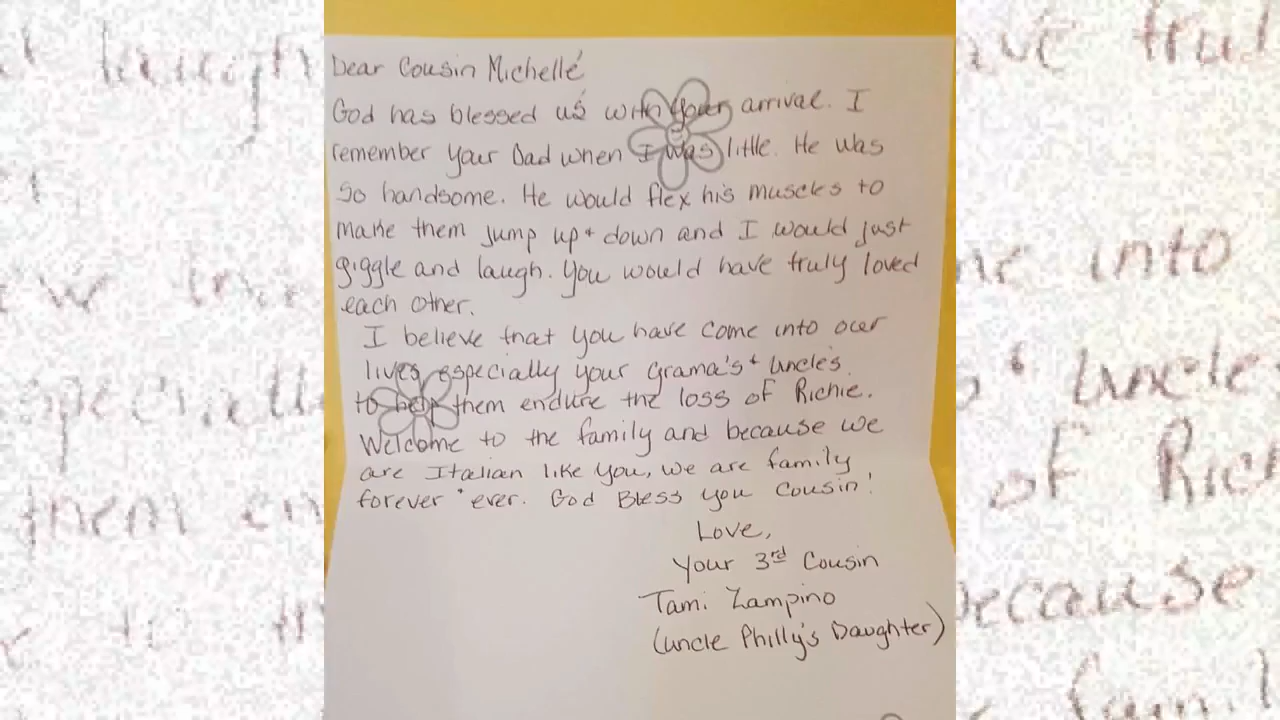 Dear Cousin Michelle
God has blessed us with your arrival. I
remember your Dad when I was little. He was
so handsome. He would flex his muscles to
make them jump up + down and I would just
giggle and laugh. You would have truly loved
each other.
I believe that you have come into our
lives especially your Grama's + Uncle's
to help them endure the loss of Richie.
Welcome to the family and because we
are Italian like you, we are family
forever + ever. God Bless you Cousin!
Love,
Your 3rd Cousin
Tami Zampino
(Uncle Philly's Daughter)